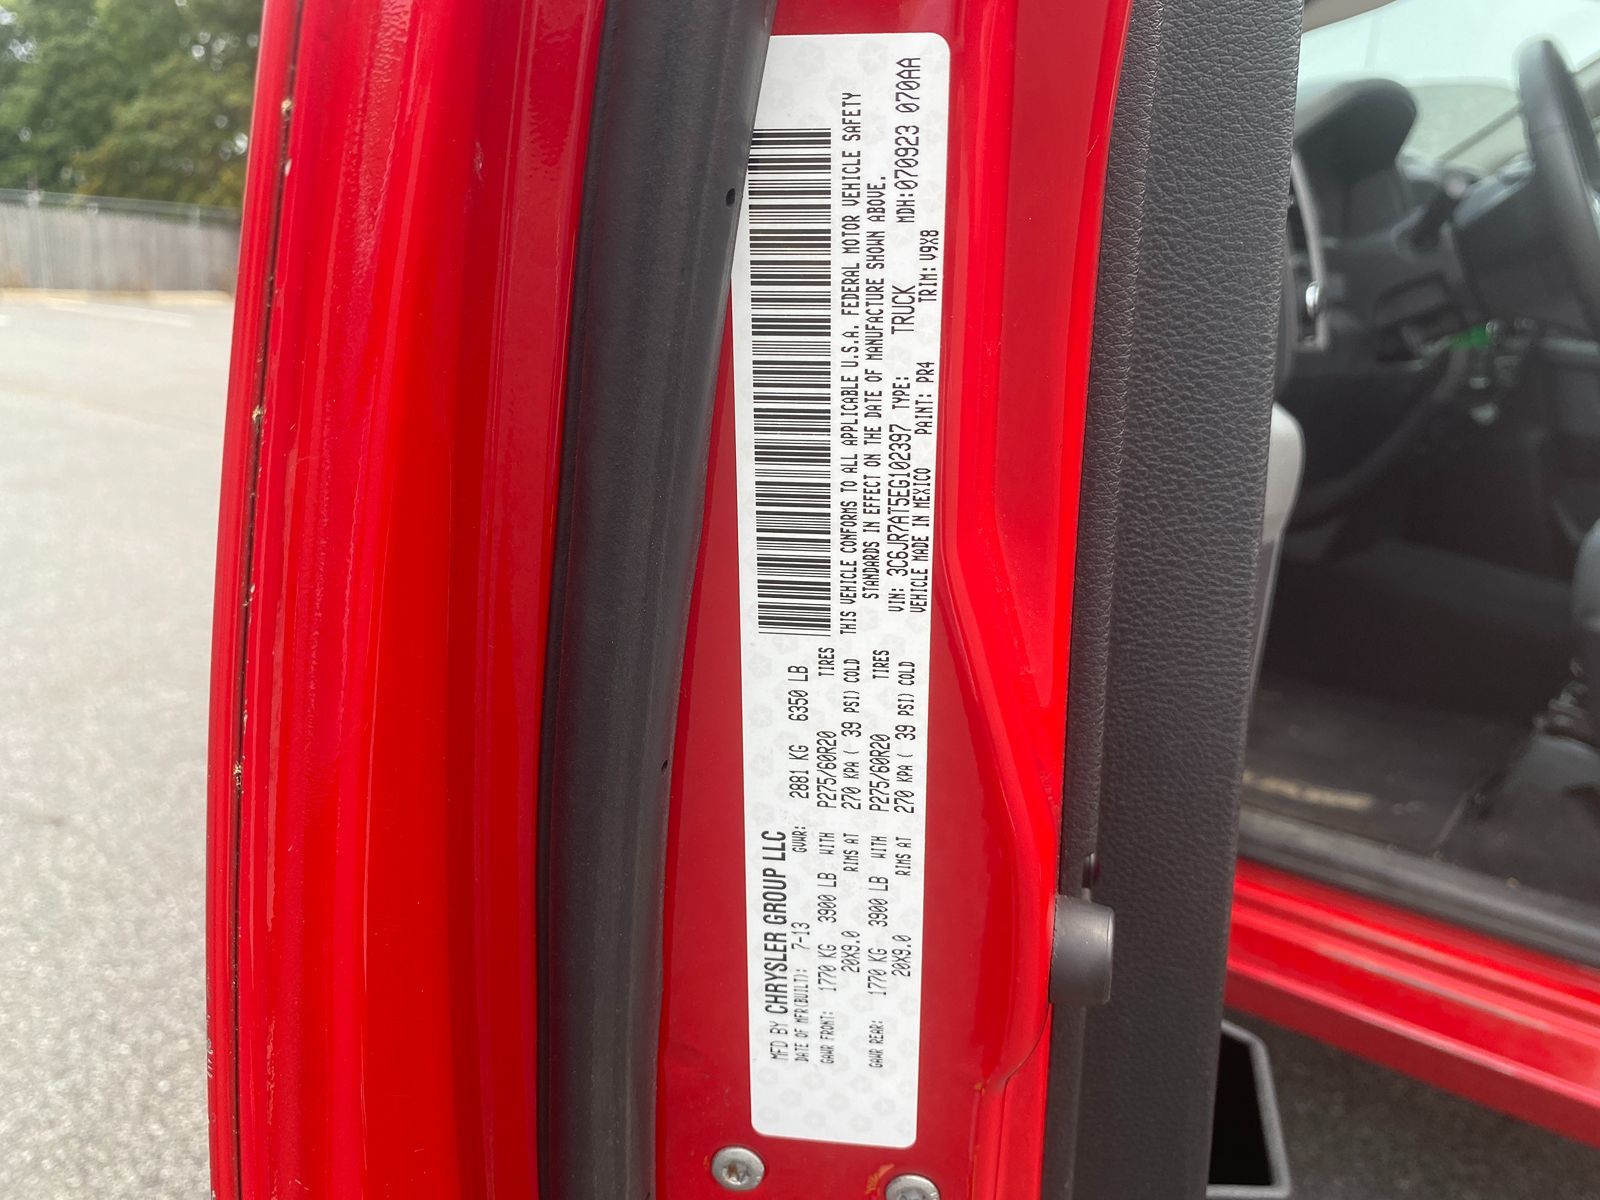 MFD BY CHRYSLER GROUP LLC
DATE OF MFR(BUILT): 7-13 GVWR: 2881 KG 6350 LB
GAWR FRONT: 1770 KG 3900 LB WITH P275/60R20 TIRES
20X9.0 RIMS AT 270 KPA ( 39 PSI) COLD
GAWR REAR: 1770 KG 3900 LB WITH P275/60R20 TIRES
20X9.0 RIMS AT 270 KPA ( 39 PSI) COLD
THIS VEHICLE CONFORMS TO ALL APPLICABLE U.S.A. FEDERAL MOTOR VEHICLE SAFETY
STANDARDS IN EFFECT ON THE DATE OF MANUFACTURE SHOWN ABOVE.
VIN: 3C6JR7AT5EG102397 TYPE: TRUCK MDH:070923 070AA
VEHICLE MADE IN MEXICO PAINT: PR4 TRIM: V9X8